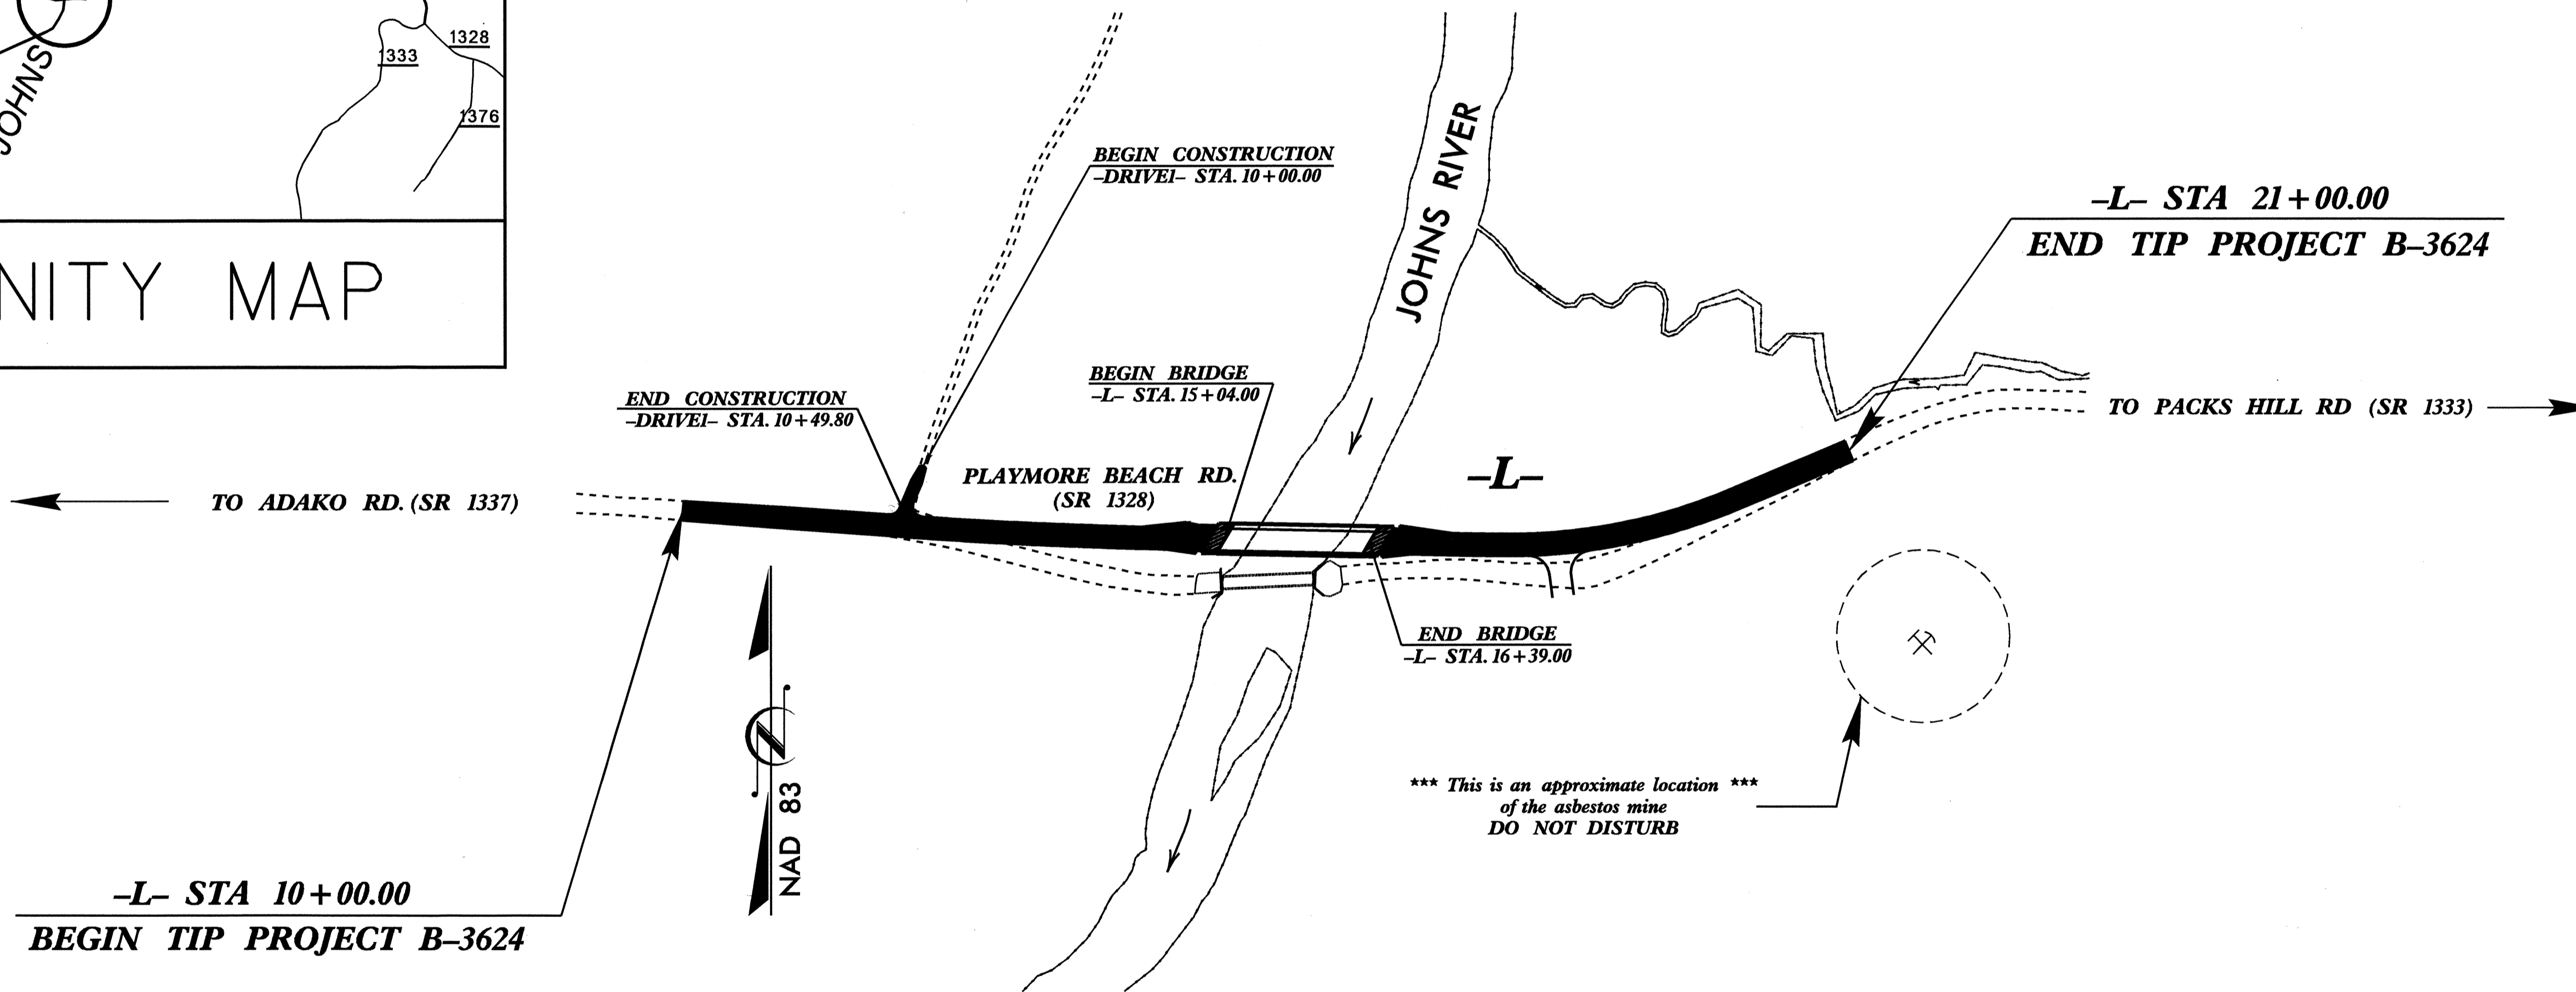 JOHNS
1333
1328
1376
NITY MAP
BEGIN CONSTRUCTION
–DRIVE1– STA. 10+00.00
JOHNS RIVER
–L– STA 21+00.00
END TIP PROJECT B–3624
BEGIN BRIDGE
–L– STA. 15+04.00
END CONSTRUCTION
–DRIVE1– STA. 10+49.80
TO PACKS HILL RD (SR 1333)
PLAYMORE BEACH RD.
(SR 1328)
–L–
TO ADAKO RD. (SR 1337)
END BRIDGE
–L– STA. 16+39.00
N
NAD 83
*** This is an approximate location ***
of the asbestos mine
DO NOT DISTURB
–L– STA 10+00.00
BEGIN TIP PROJECT B–3624